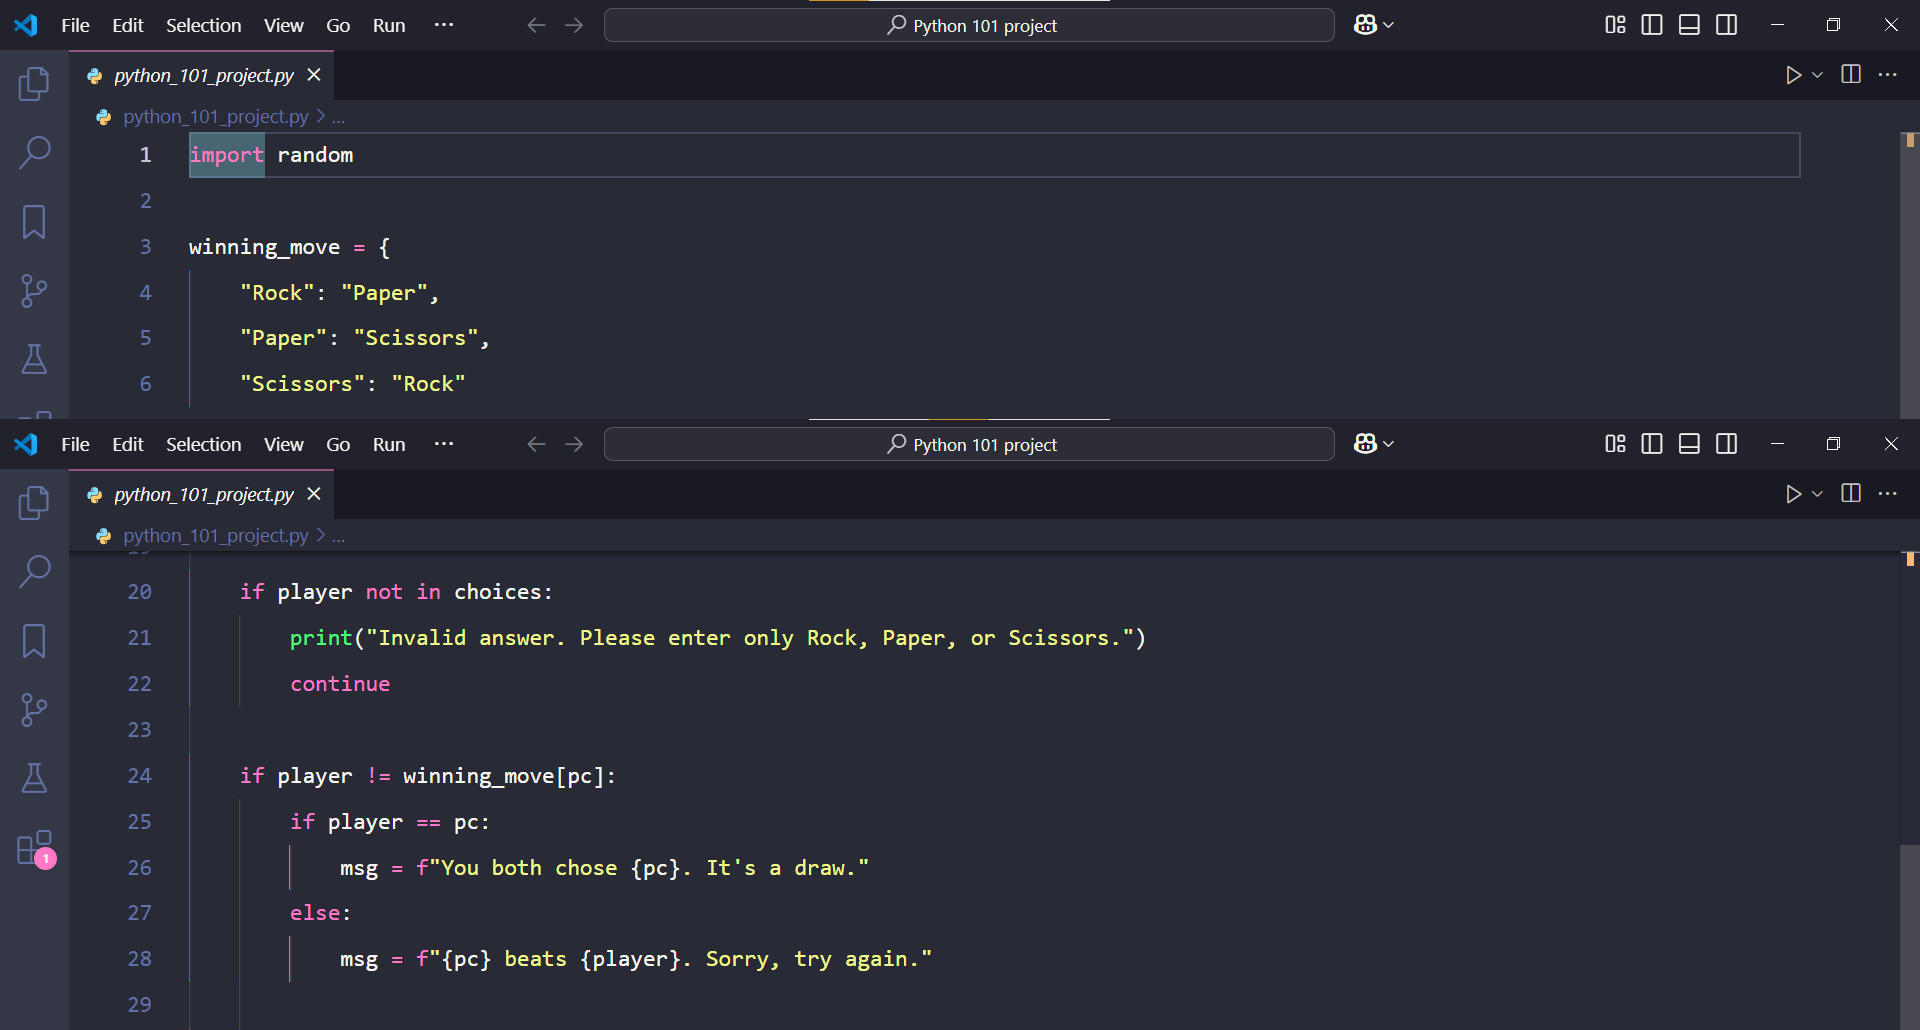 File Edit Selection View Go Run ··· Python 101 project
python_101_project.py
python_101_project.py > ...
1 import random
2
3 winning_move = {
4 "Rock": "Paper",
5 "Paper": "Scissors",
6 "Scissors": "Rock"
File Edit Selection View Go Run ··· Python 101 project
python_101_project.py
python_101_project.py > ...
20 if player not in choices:
21 print("Invalid answer. Please enter only Rock, Paper, or Scissors.")
22 continue
23
24 if player != winning_move[pc]:
25 if player == pc:
26 msg = f"You both chose {pc}. It's a draw."
27 else:
28 msg = f"{pc} beats {player}. Sorry, try again."
29
1